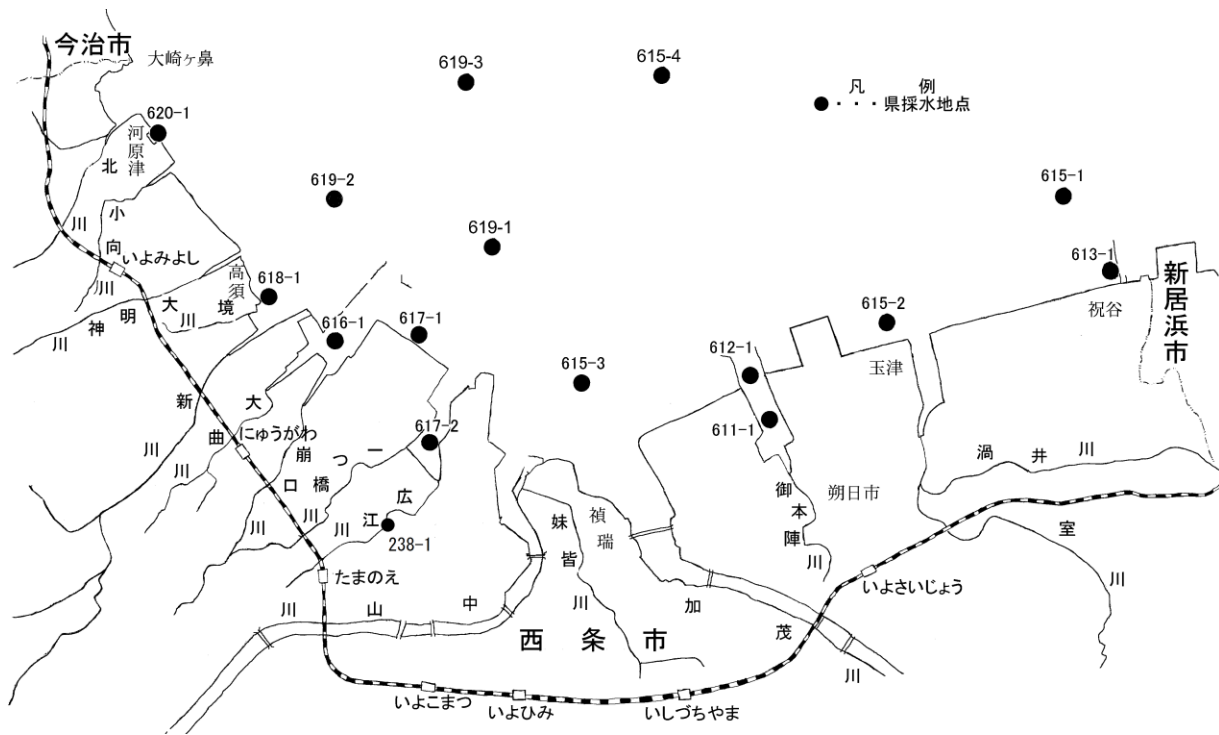 今治市
大崎ヶ鼻
619-3
615-4
凡 例
●・・・県採水地点
620-1
河原津
北川
619-2
615-1
小向川
619-1
613-1
いよみよし
高須
618-1
新居浜市
祝谷
大明神川
境川
616-1
617-1
615-2
612-1
玉津
615-3
新川
大曲川
にゅうがわ
617-2
611-1
崩口川
一つ橋川
広江川
渦井川
御本陣川
朔日市
238-1
妹皆川
禎瑞
室川
たまのえ
いよさいじょう
中山川
加茂川
西条市
いよこまつ
いよひみ
いしづちやま